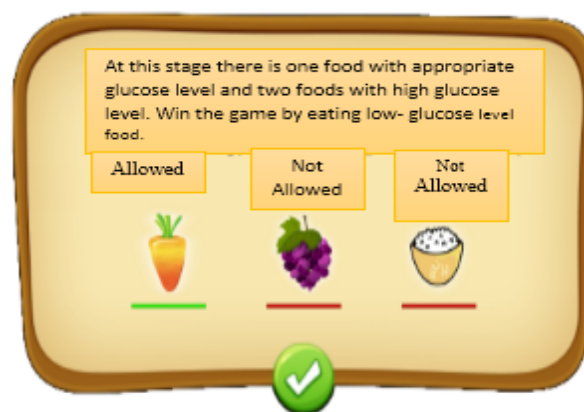 At this stage there is one food with appropriate
glucose level and two foods with high glucose
level. Win the game by eating low- glucose level
food.
Allowed
Not
Allowed
Not
Allowed